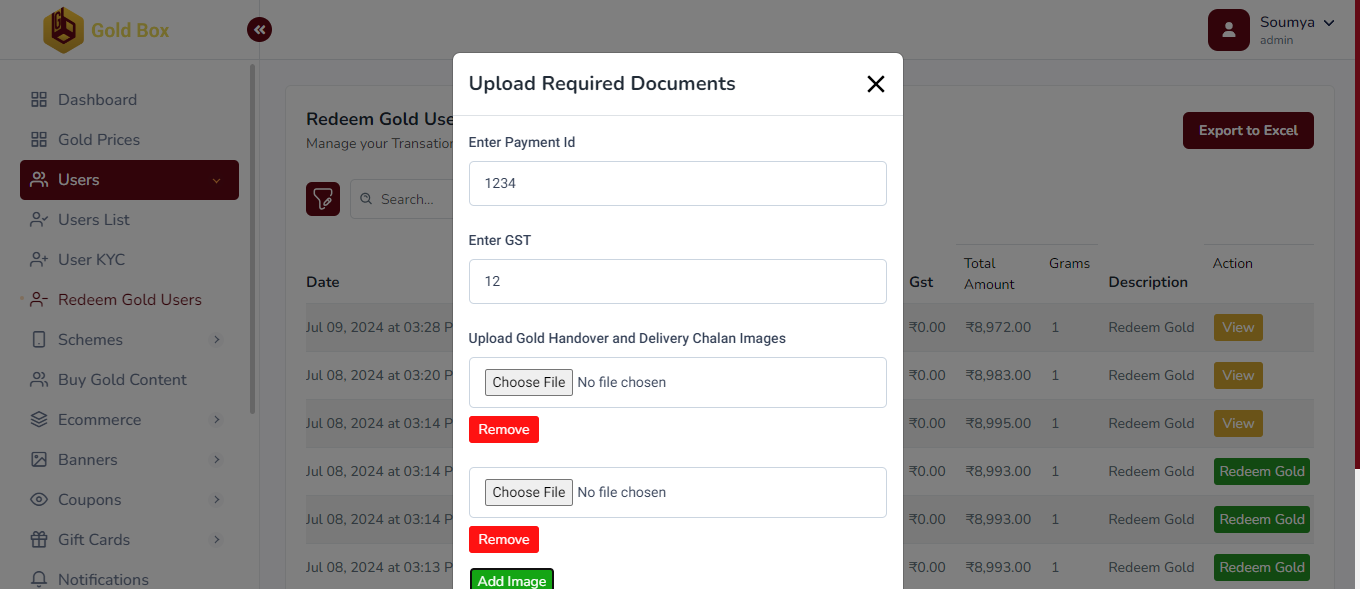 Gold Box
Soumya
admin
Dashboard
Gold Prices
Users
Users List
User KYC
Redeem Gold Users
Schemes
Buy Gold Content
Ecommerce
Banners
Coupons
Gift Cards
Notifications
Redeem Gold Use
Manage your Transation
Export to Excel
Search...
Upload Required Documents
Enter Payment Id
1234
Enter GST
12
Upload Gold Handover and Delivery Chalan Images
Choose File No file chosen
Remove
Choose File No file chosen
Remove
Add Image
Date Gst Total Amount Grams Description Action
Jul 09, 2024 at 03:28 P ₹0.00 ₹8,972.00 1 Redeem Gold View
Jul 08, 2024 at 03:20 P ₹0.00 ₹8,983.00 1 Redeem Gold View
Jul 08, 2024 at 03:14 P ₹0.00 ₹8,995.00 1 Redeem Gold View
Jul 08, 2024 at 03:14 P ₹0.00 ₹8,993.00 1 Redeem Gold Redeem Gold
Jul 08, 2024 at 03:14 P ₹0.00 ₹8,993.00 1 Redeem Gold Redeem Gold
Jul 08, 2024 at 03:13 P ₹0.00 ₹8,993.00 1 Redeem Gold Redeem Gold